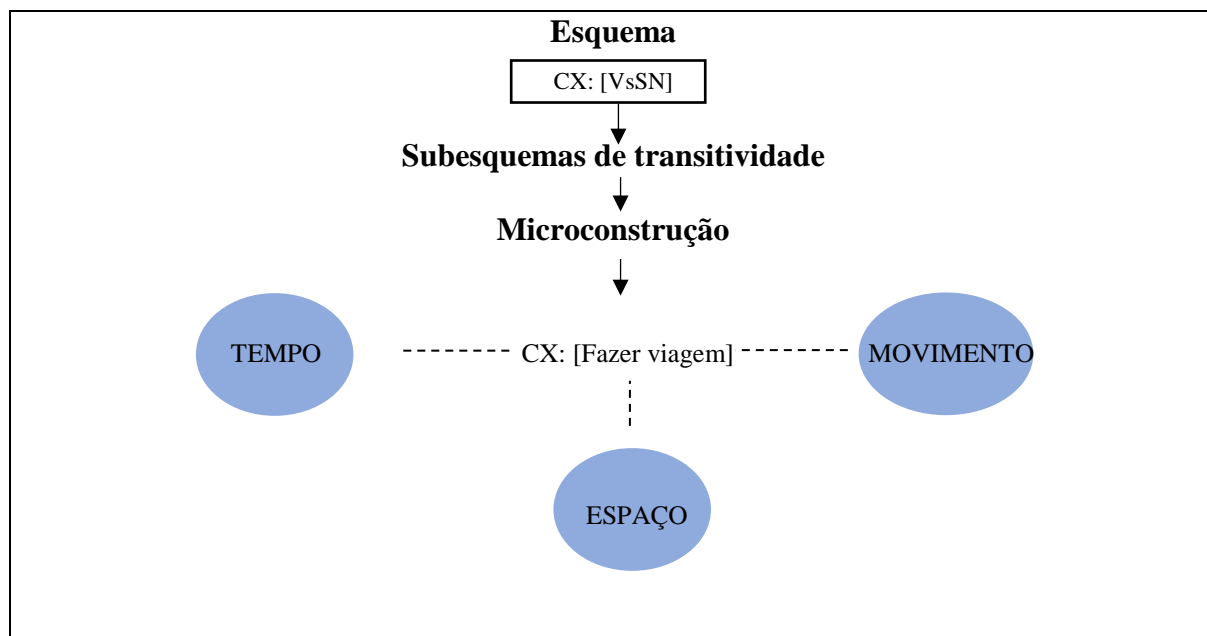 Esquema
CX: [VsSN]
Subesquemas de transitividade
Microconstrução
TEMPO
CX: [Fazer viagem]
MOVIMENTO
ESPAÇO